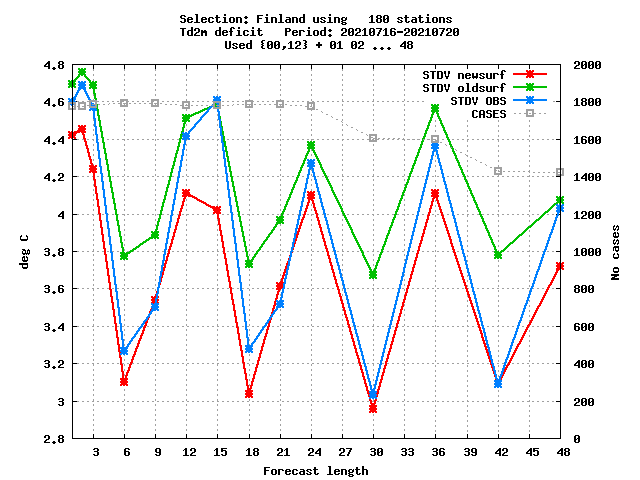 Selection: Finland using   180 stations
Td2m deficit   Period: 20210716-20210720
Used {00,12} + 01 02 ... 48
STDV newsurf
STDV oldsurf
STDV OBS
CASES
deg C
4.8
4.6
4.4
4.2
4
3.8
3.6
3.4
3.2
3
2.8
No cases
2000
1800
1600
1400
1200
1000
800
600
400
200
0
3 6 9 12 15 18 21 24 27 30 33 36 39 42 45 48
Forecast length